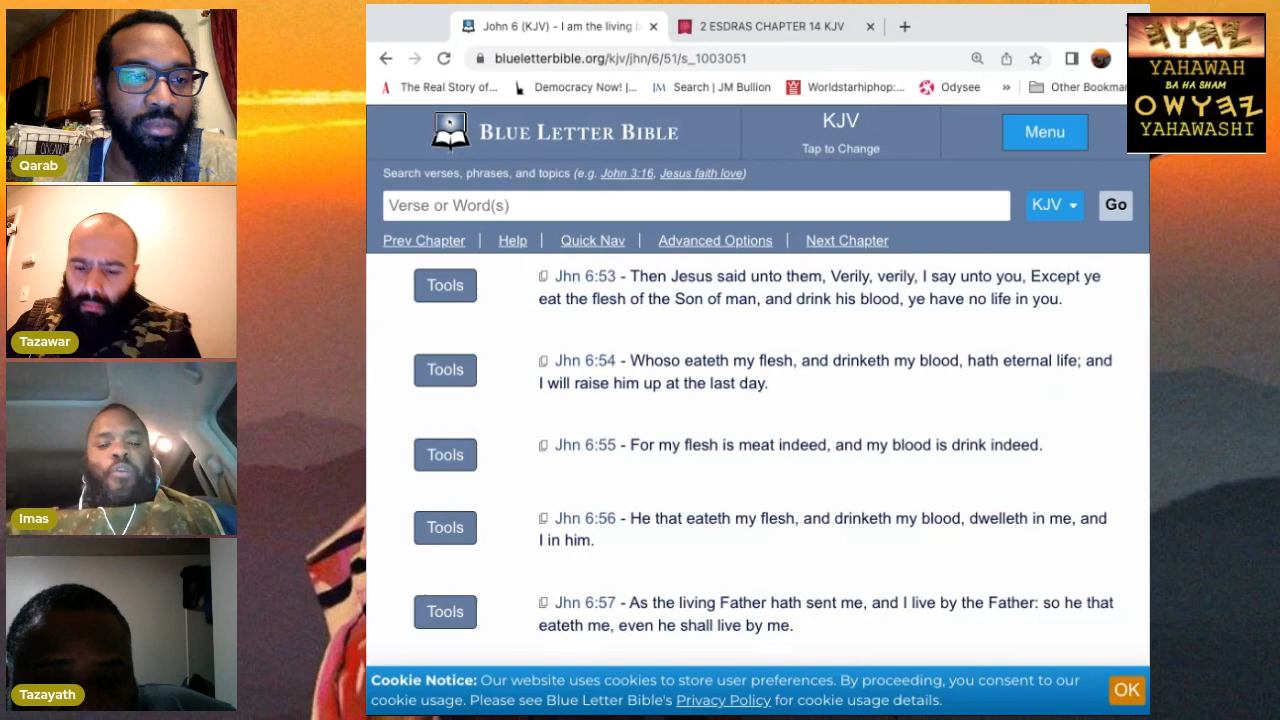 Qarab
Tazawar
Imas
Tazayath
John 6 (KJV) - I am the living b
2 ESDRAS CHAPTER 14 KJV
blueletterbible.org/kjv/jhn/6/51/s_1003051
The Real Story of...
Democracy Now! |...
Search | JM Bullion
Worldstarhiphop:...
Odysee
»
Other Bookmar
BLUE LETTER BIBLE
KJV
Tap to Change
Menu
Search verses, phrases, and topics (e.g. John 3:16, Jesus faith love)
Verse or Word(s)
KJV
Go
Prev Chapter | Help | Quick Nav | Advanced Options | Next Chapter
Tools
Jhn 6:53 - Then Jesus said unto them, Verily, verily, I say unto you, Except ye
eat the flesh of the Son of man, and drink his blood, ye have no life in you.
Tools
Jhn 6:54 - Whoso eateth my flesh, and drinketh my blood, hath eternal life; and
I will raise him up at the last day.
Tools
Jhn 6:55 - For my flesh is meat indeed, and my blood is drink indeed.
Tools
Jhn 6:56 - He that eateth my flesh, and drinketh my blood, dwelleth in me, and
I in him.
Tools
Jhn 6:57 - As the living Father hath sent me, and I live by the Father: so he that
eateth me, even he shall live by me.
Cookie Notice: Our website uses cookies to store user preferences. By proceeding, you consent to our
cookie usage. Please see Blue Letter Bible's Privacy Policy for cookie usage details.
OK
YAHAWAH
BA HA SHAM
YAHAWASHI